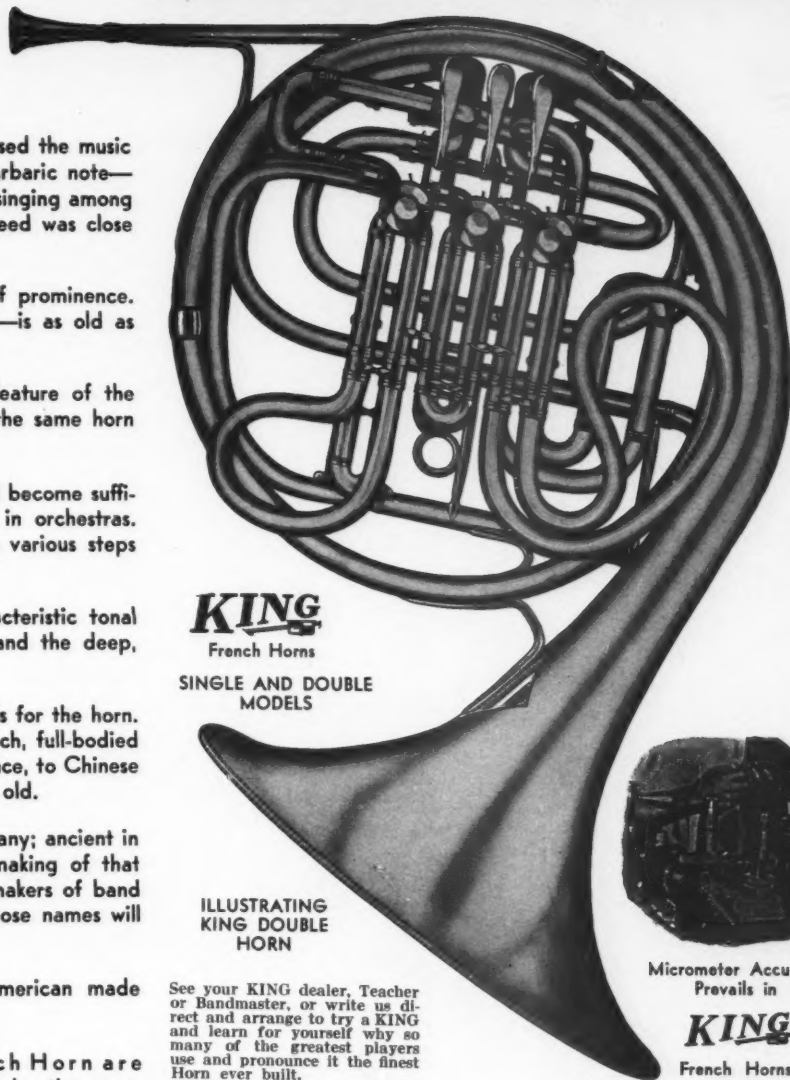 sed the music
rbaric note—
singing among
eed was close
f prominence.
—is as old as
eature of the
he same horn
become suffi-
in orchestras.
various steps
cteristic tonal
and the deep,
s for the horn.
ch, full-bodied
ce, to Chinese
old.
any; ancient in
making of that
makers of band
ose names will
merican made
ch Horn are
KING
French Horns
SINGLE AND DOUBLE
MODELS
ILLUSTRATING
KING DOUBLE
HORN
See your KING dealer, Teacher
or Bandmaster, or write us di-
rect and arrange to try a KING
and learn for yourself why so
many of the greatest players
use and pronounce it the finest
Horn ever built.
Micrometer Accu
Prevails in
KING
French Horns